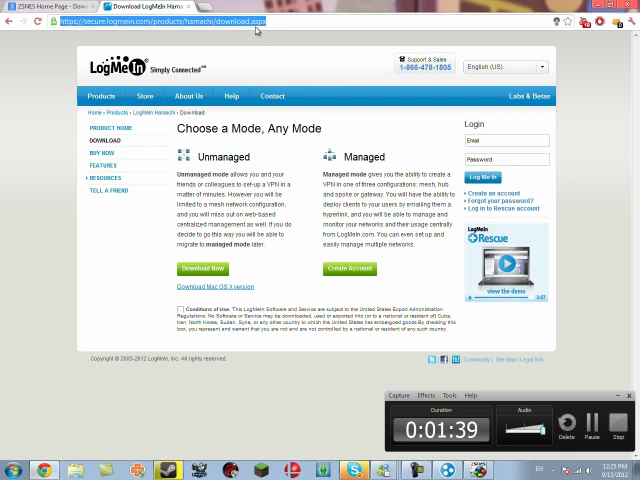 ZSNES Home Page - Down
Download LogMeIn Hama
https://secure.logmein.com/products/hamachi/download.aspx
LogMeIn Simply Connected
Support & Sales
1-866-478-1805
English (US)
Products Store About Us Help Contact Labs & Betas
Home › Products › LogMeIn Hamachi › Download
PRODUCT HOME
DOWNLOAD
BUY NOW
FEATURES
RESOURCES
TELL A FRIEND
Choose a Mode, Any Mode
Unmanaged
Unmanaged mode allows you and your
friends or colleagues to set-up a VPN in a
matter of minutes. However you will be
limited to a mesh network configuration,
and you will miss out on web-based
centralized management as well. If you do
decide to go this way you would be able to
migrate to managed mode later.
Download Now
Download Mac OS X version
Managed
Managed mode gives you the ability to create
a VPN in one of three configurations: mesh, hub
and spoke or gateway. You will have the ability to
deploy clients to your users by emailing them a
hyperlink, and you will be able to manage and
monitor your networks and their usage centrally
from LogMeIn.com. You can even set up and
easily manage multiple networks.
Create Account
Conditions of Use: This LogMeIn Software and Service are subject to the United States Export Administration
Regulations. No Software or Service may be downloaded, used or exported into (or to a national or resident of) Cuba,
Iran, North Korea, Sudan, Syria, or any other country to which the United States has embargoed goods. By checking this
box, you represent and warrant that you are not and are not controlled by a national or resident of any such country.
Login
Email
Password
Log Me In
Create an account
Forgot your password?
Log in to Rescue account
LogMeIn
Rescue
view the demo
3:07
Copyright © 2003-2012 LogMeIn, Inc. All rights reserved.
Community | Site Map | Legal Info
Capture Effects Tools Help
Duration
0:01:39
Audio
Delete
Pause
Stop
EN
12:25 PM
9/13/2012